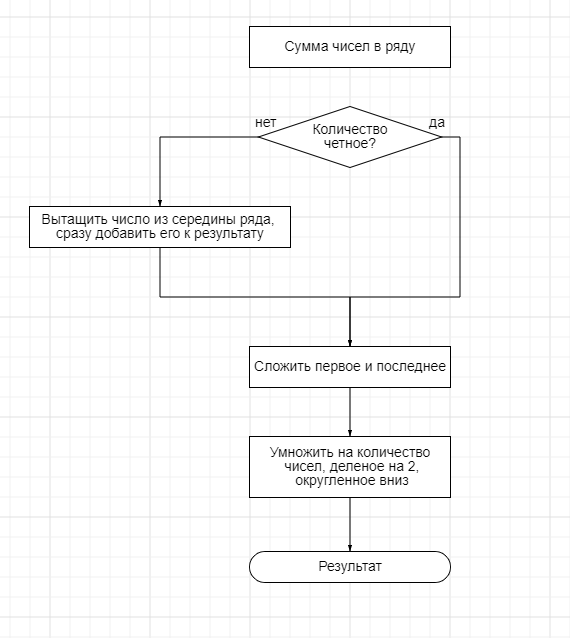 Сумма чисел в ряду
нет
да
Количество
четное?
Вытащить число из середины ряда,
сразу добавить его к результату
Сложить первое и последнее
Умножить на количество
чисел, деленое на 2,
округленное вниз
Результат